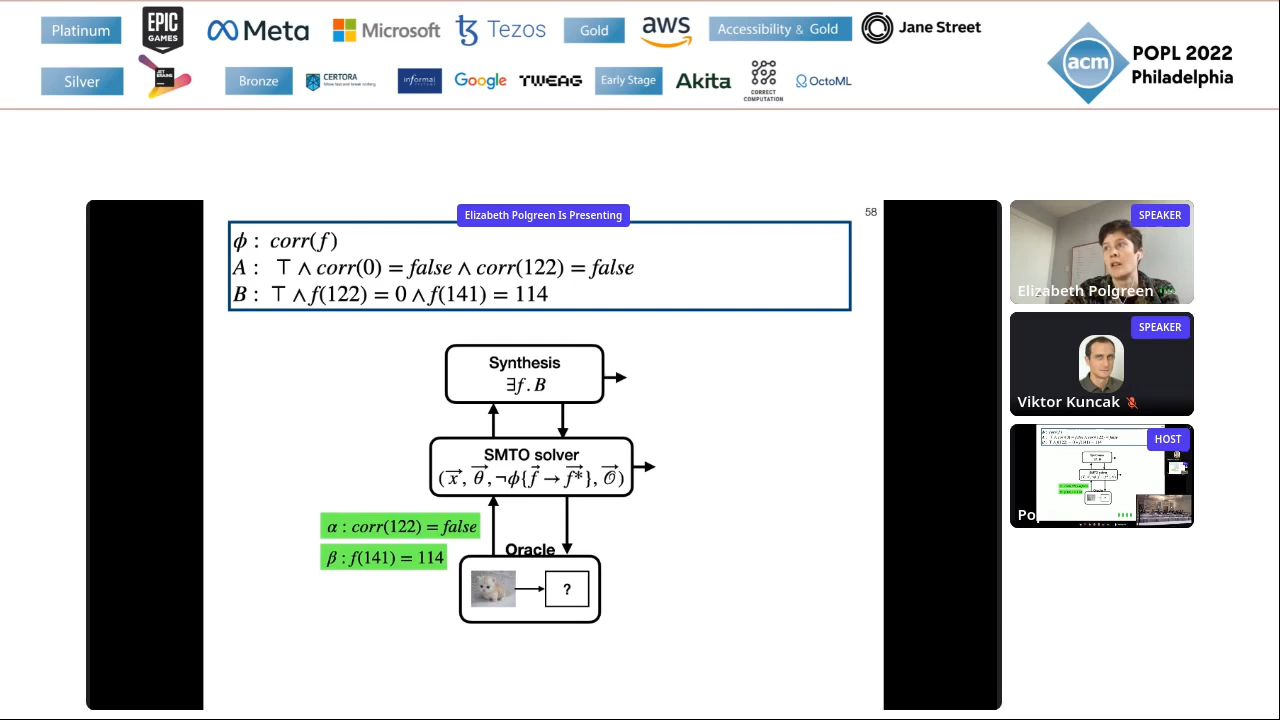 Platinum
EPIC
GAMES
Meta
Microsoft
Tezos
Gold
aws
Accessibility & Gold
Jane Street
Silver
JET
BRAINS
Bronze
CERTORA
informal
Google
TWEAG
Early Stage
Akita
CORRECT
COMPUTATION
OctoML
acm
POPL 2022
Philadelphia
Elizabeth Polgreen Is Presenting
58
ϕ : corr(f)
A : ⊤ ∧ corr(0) = false ∧ corr(122) = false
B : ⊤ ∧ f(122) = 0 ∧ f(141) = 114
Synthesis
∃f. B
SMTO solver
(x⃗, θ⃗, ¬ϕ{f⃗ → f⃗*}, 𝒪⃗)
α : corr(122) = false
β : f(141) = 114
Oracle
?
SPEAKER
Elizabeth Polgreen
SPEAKER
Viktor Kuncak
HOST
Po